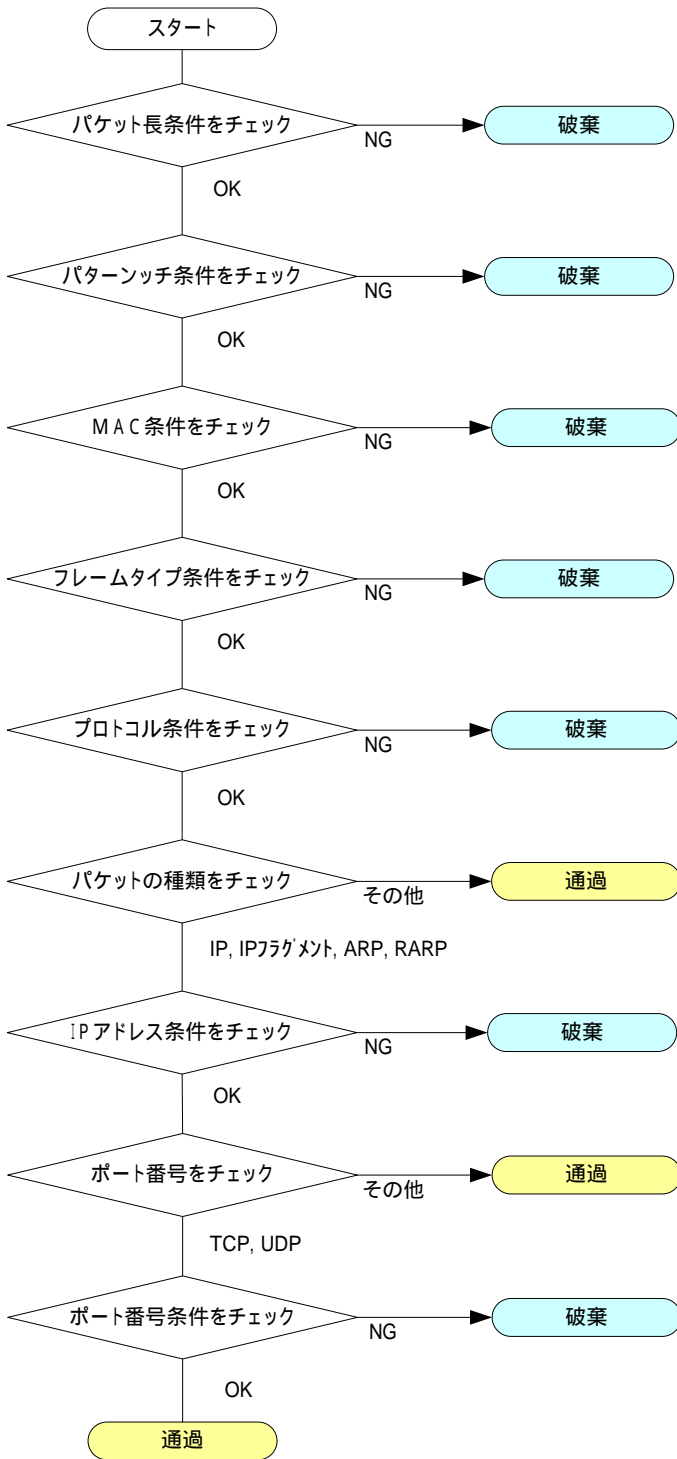 スタート
パケット長条件をチェック
NG
破棄
OK
パターンッチ条件をチェック
NG
破棄
OK
MAC条件をチェック
NG
破棄
OK
フレームタイプ条件をチェック
NG
破棄
OK
プロトコル条件をチェック
NG
破棄
OK
パケットの種類をチェック
その他
通過
IP, IPﾌﾗｸﾞﾒﾝﾄ, ARP, RARP
IPアドレス条件をチェック
NG
破棄
OK
ポート番号をチェック
その他
通過
TCP, UDP
ポート番号条件をチェック
NG
破棄
OK
通過